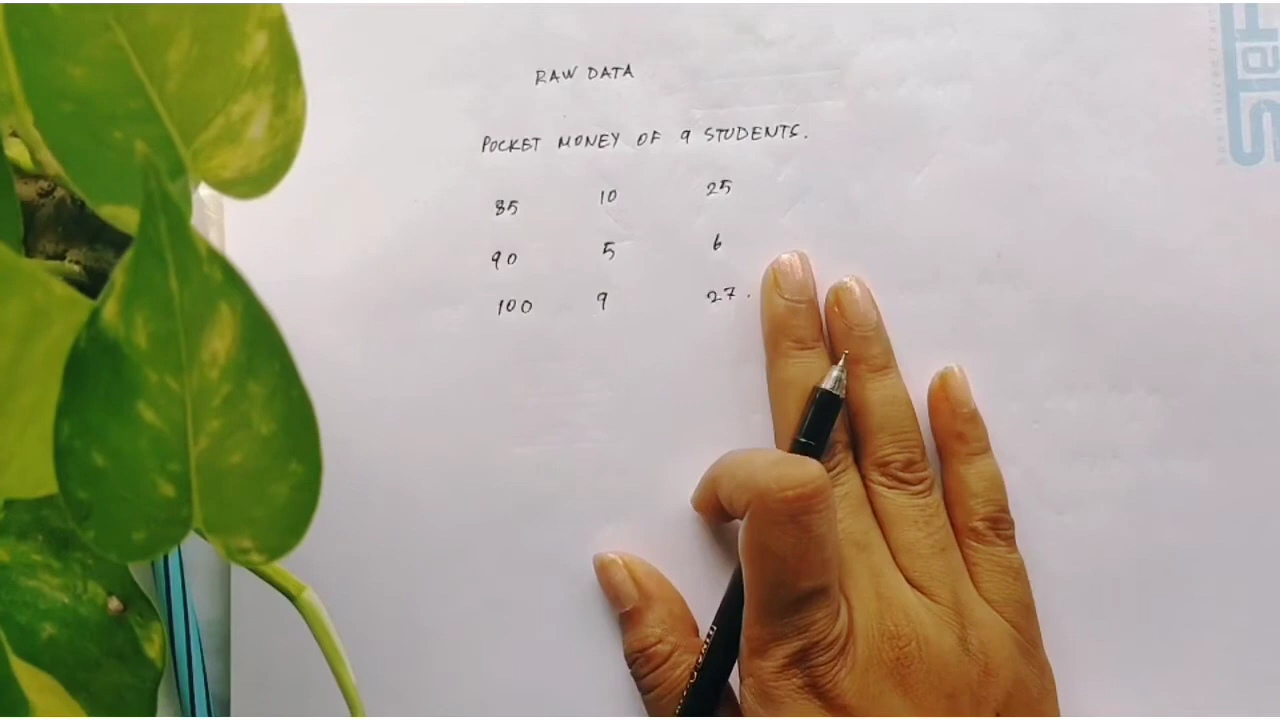 RAW DATA
POCKET MONEY OF 9 STUDENTS.
85 10 25
90 5 6
100 9 27.